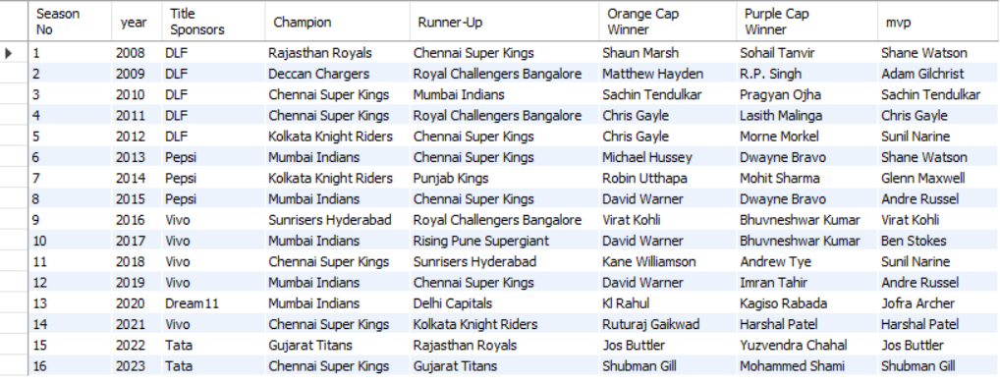 Season No year Title Sponsors Champion Runner-Up Orange Cap Winner Purple Cap Winner mvp
1 2008 DLF Rajasthan Royals Chennai Super Kings Shaun Marsh Sohail Tanvir Shane Watson
2 2009 DLF Deccan Chargers Royal Challengers Bangalore Matthew Hayden R.P. Singh Adam Gilchrist
3 2010 DLF Chennai Super Kings Mumbai Indians Sachin Tendulkar Pragyan Ojha Sachin Tendulkar
4 2011 DLF Chennai Super Kings Royal Challengers Bangalore Chris Gayle Lasith Malinga Chris Gayle
5 2012 DLF Kolkata Knight Riders Chennai Super Kings Chris Gayle Morne Morkel Sunil Narine
6 2013 Pepsi Mumbai Indians Chennai Super Kings Michael Hussey Dwayne Bravo Shane Watson
7 2014 Pepsi Kolkata Knight Riders Punjab Kings Robin Utthapa Mohit Sharma Glenn Maxwell
8 2015 Pepsi Mumbai Indians Chennai Super Kings David Warner Dwayne Bravo Andre Russel
9 2016 Vivo Sunrisers Hyderabad Royal Challengers Bangalore Virat Kohli Bhuvneshwar Kumar Virat Kohli
10 2017 Vivo Mumbai Indians Rising Pune Supergiant David Warner Bhuvneshwar Kumar Ben Stokes
11 2018 Vivo Chennai Super Kings Sunrisers Hyderabad Kane Williamson Andrew Tye Sunil Narine
12 2019 Vivo Mumbai Indians Chennai Super Kings David Warner Imran Tahir Andre Russel
13 2020 Dream11 Mumbai Indians Delhi Capitals Kl Rahul Kagiso Rabada Jofra Archer
14 2021 Vivo Chennai Super Kings Kolkata Knight Riders Ruturaj Gaikwad Harshal Patel Harshal Patel
15 2022 Tata Gujarat Titans Rajasthan Royals Jos Buttler Yuzvendra Chahal Jos Buttler
16 2023 Tata Chennai Super Kings Gujarat Titans Shubman Gill Mohammed Shami Shubman Gill